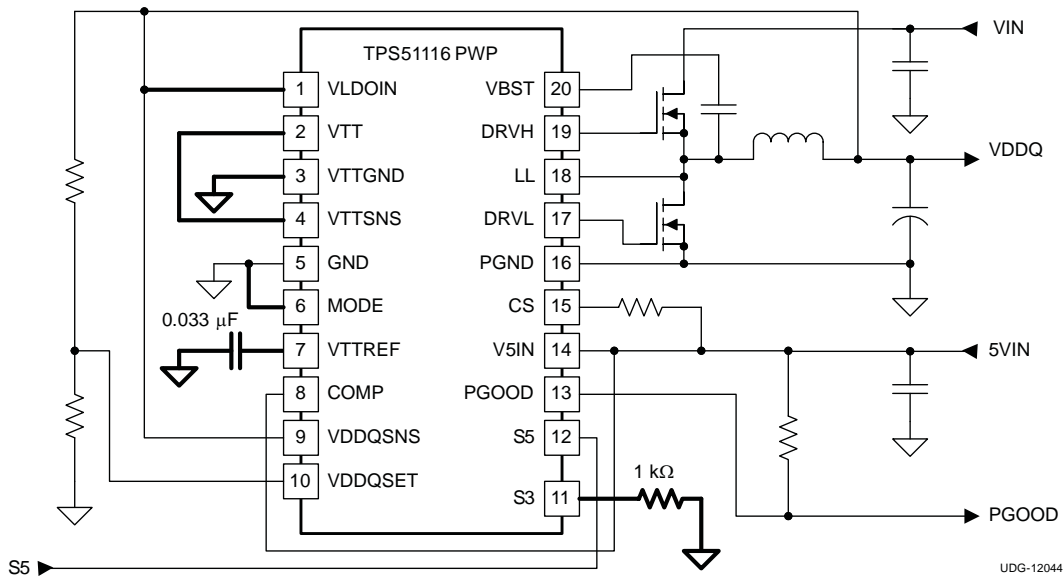 TPS51116 PWP
VIN
1 VLDOIN
VBST 20
2 VTT
DRVH 19
VDDQ
3 VTTGND
LL 18
4 VTTSNS
DRVL 17
5 GND
PGND 16
6 MODE
CS 15
0.033 μF
7 VTTREF
V5IN 14
5VIN
8 COMP
PGOOD 13
9 VDDQSNS
S5 12
10 VDDQSET
1 kΩ
S3 11
PGOOD
S5
UDG-12044